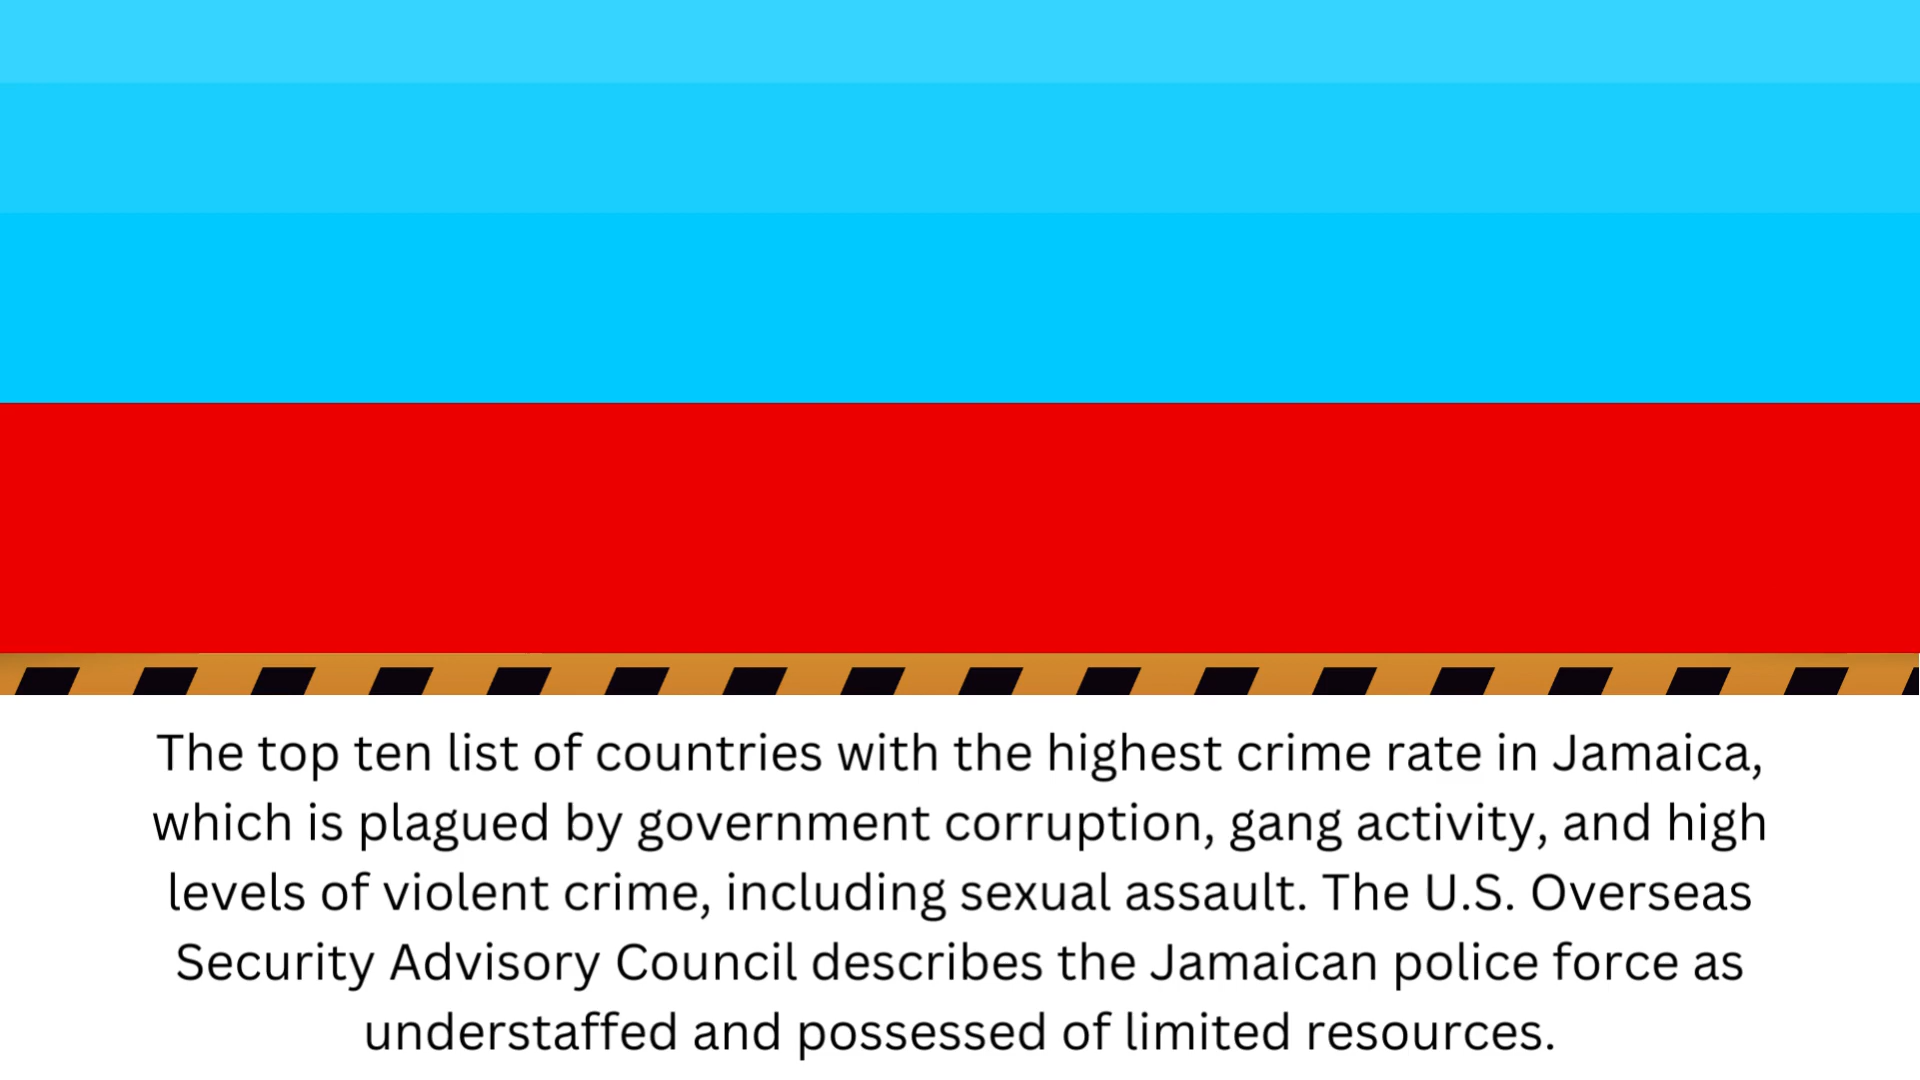 The top ten list of countries with the highest crime rate in Jamaica,
which is plagued by government corruption, gang activity, and high
levels of violent crime, including sexual assault. The U.S. Overseas
Security Advisory Council describes the Jamaican police force as
understaffed and possessed of limited resources.